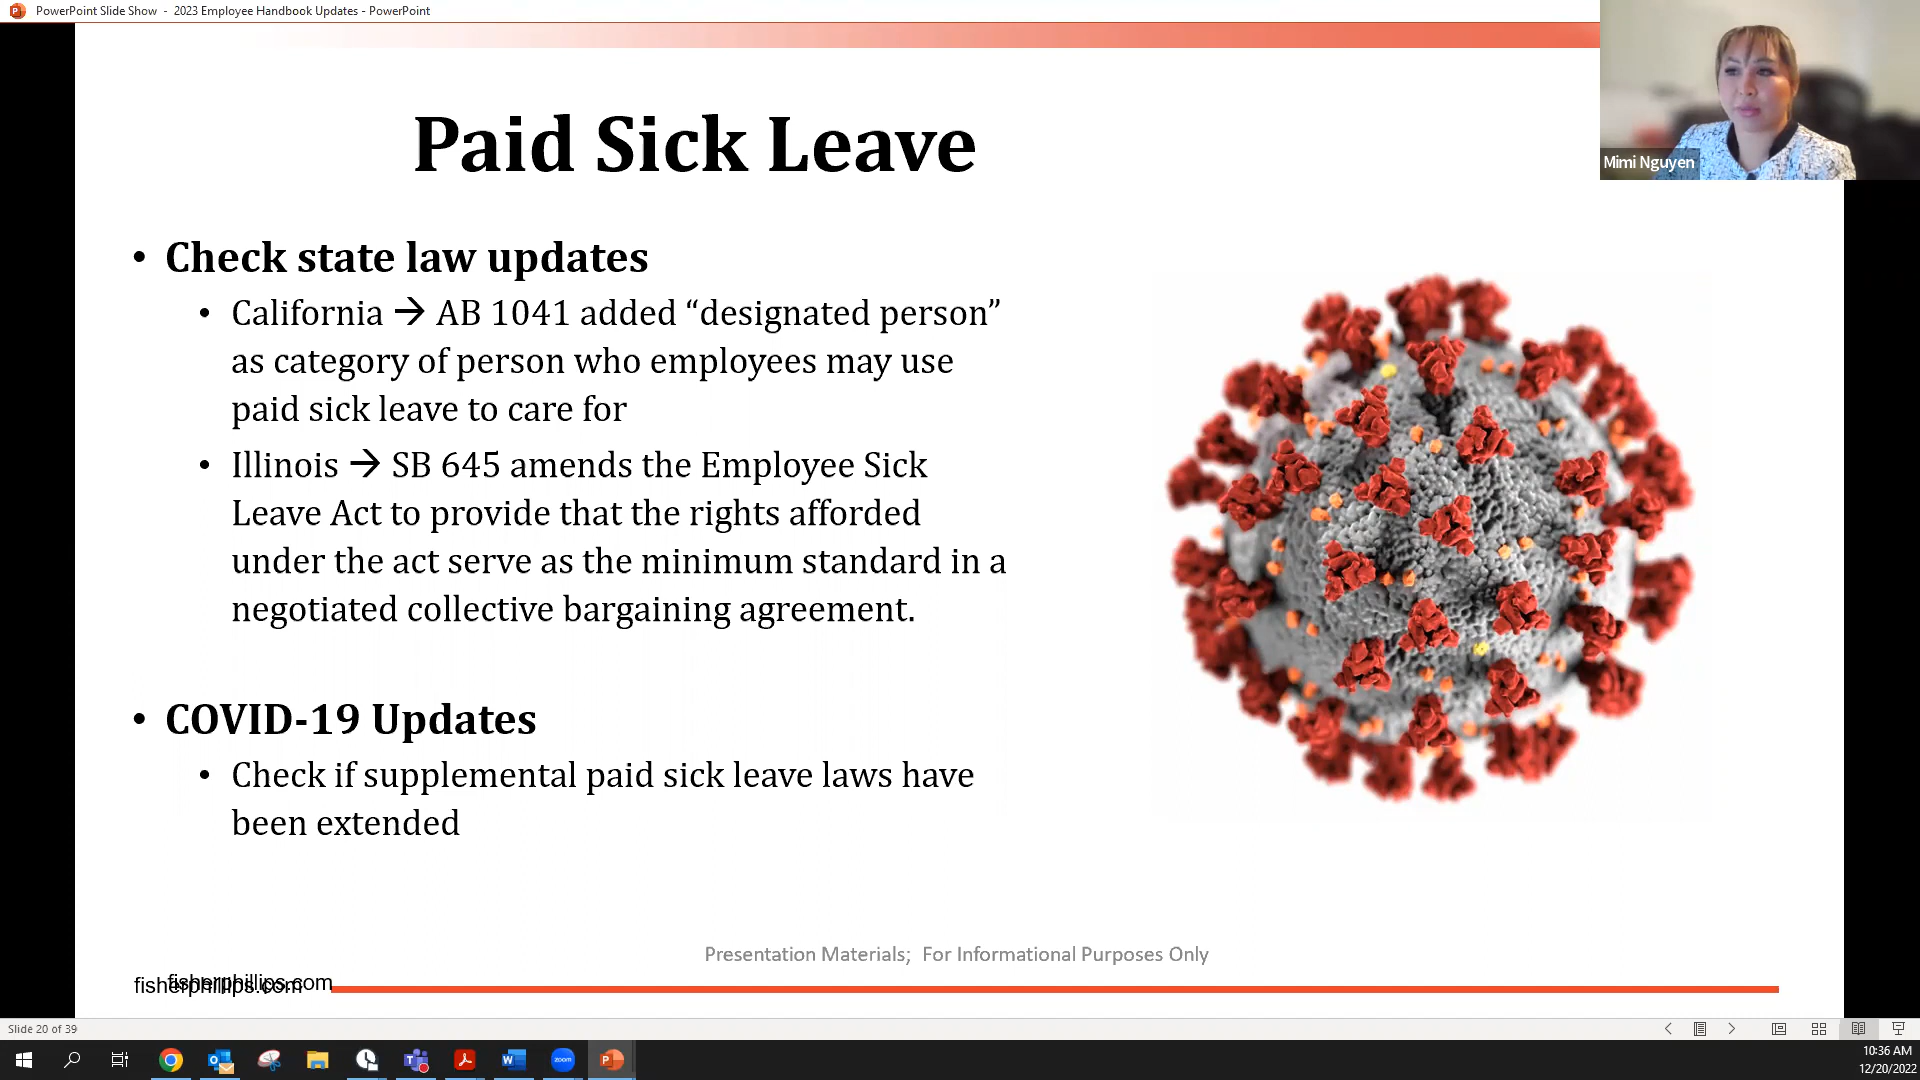 PowerPoint Slide Show - 2023 Employee Handbook Updates - PowerPoint
Mimi Nguyen
Paid Sick Leave
• Check state law updates
• California → AB 1041 added “designated person”
as category of person who employees may use
paid sick leave to care for
• Illinois → SB 645 amends the Employee Sick
Leave Act to provide that the rights afforded
under the act serve as the minimum standard in a
negotiated collective bargaining agreement.
• COVID-19 Updates
• Check if supplemental paid sick leave laws have
been extended
Presentation Materials; For Informational Purposes Only
fisherphillips.com
fisherphillips.com
Slide 20 of 39
zoom
10:36 AM
12/20/2022